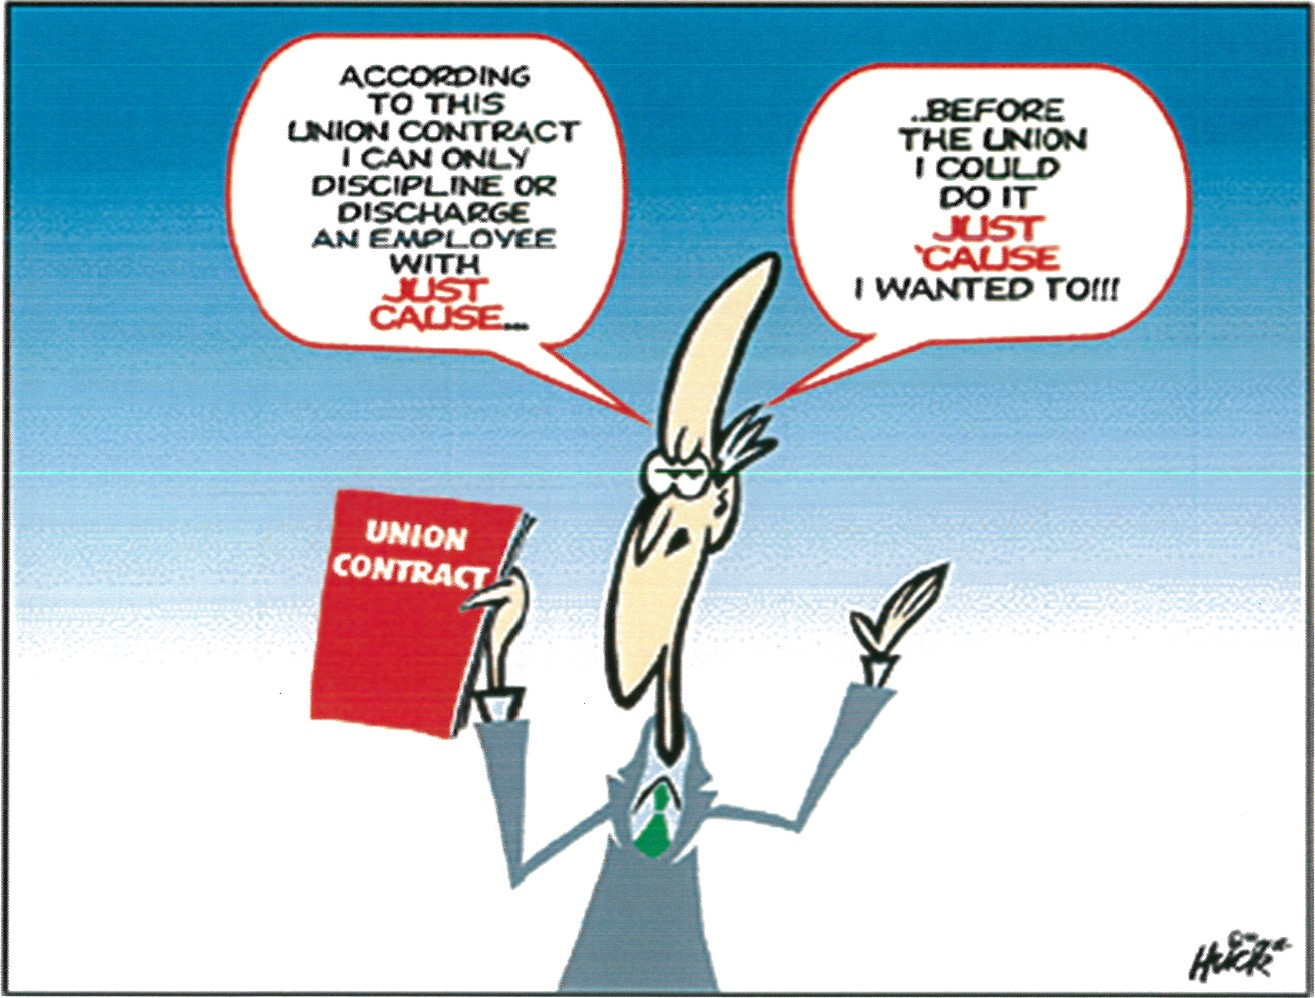 ACCORDING
TO THIS
UNION CONTRACT
I CAN ONLY
DISCIPLINE OR
DISCHARGE
AN EMPLOYEE
WITH
JUST
CAUSE...
..BEFORE
THE UNION
I COULD
DO IT
JUST
'CAUSE
I WANTED TO!!!
UNION
CONTRACT
Huck